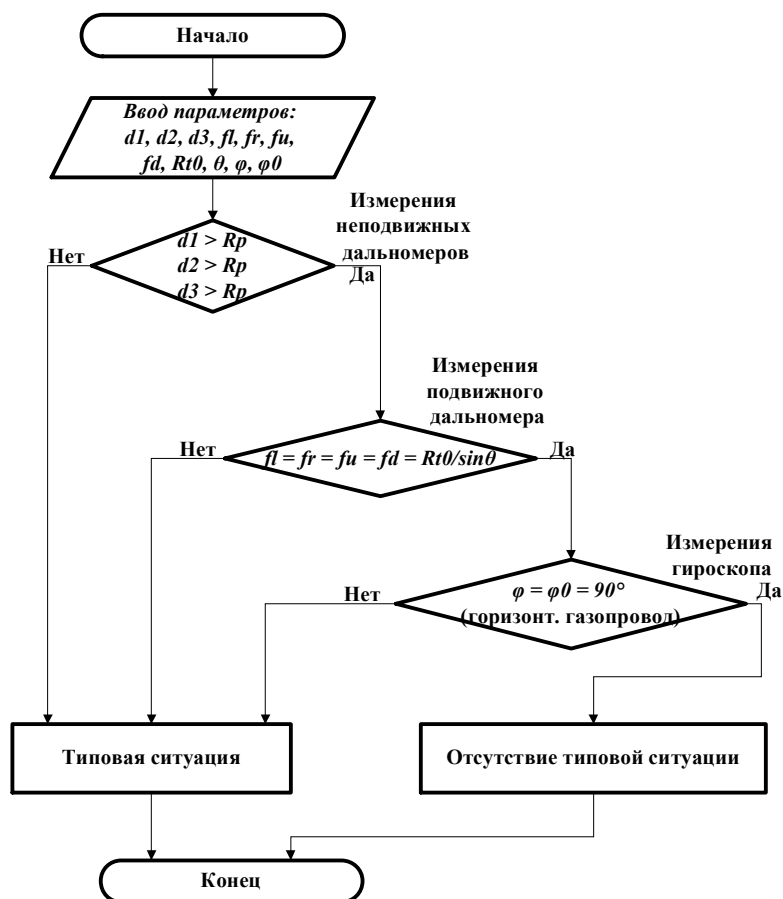 Начало
Ввод параметров:
d1, d2, d3, fl, fr, fu,
fd, Rt0, θ, φ, φ0
Измерения
неподвижных
дальномеров
Нет
d1 > Rp
d2 > Rp
d3 > Rp
Да
Измерения
подвижного
дальномера
Нет
fl = fr = fu = fd = Rt0/sinθ
Да
Измерения
гироскопа
Нет
φ = φ0 = 90°
(горизонт. газопровод)
Да
Типовая ситуация
Отсутствие типовой ситуации
Конец